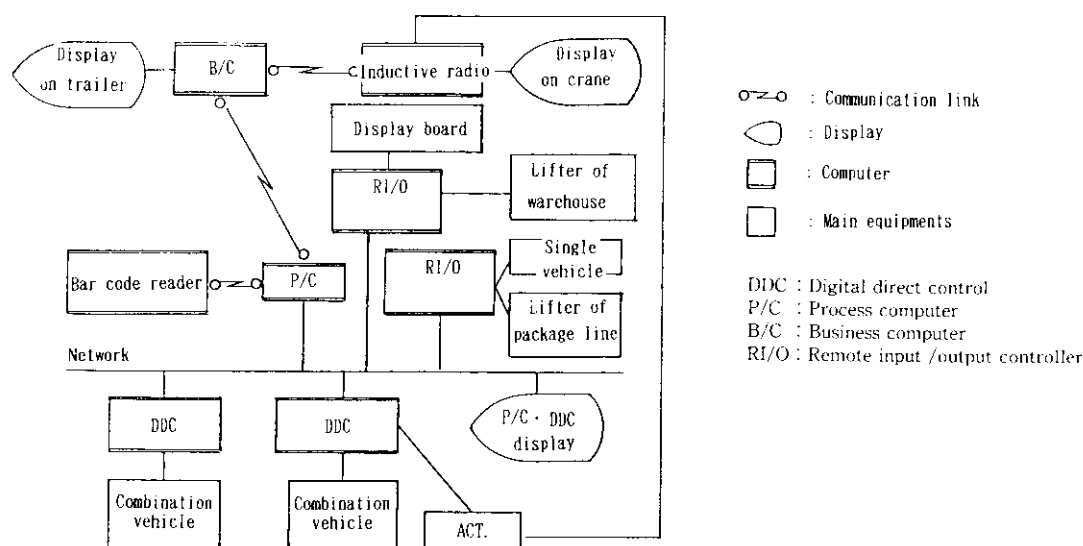 Display
on trailer
B/C
Inductive radio
Display
on crane
Display board
RI/O
Lifter of
warehouse
Bar code reader
P/C
RI/O
Single
vehicle
Lifter of
package line
Network
DDC
DDC
P/C · DDC
display
Combination
vehicle
Combination
vehicle
ACT.
: Communication link
: Display
: Computer
: Main equipments
DDC : Digital direct control
P/C : Process computer
B/C : Business computer
RI/O : Remote input /output controller